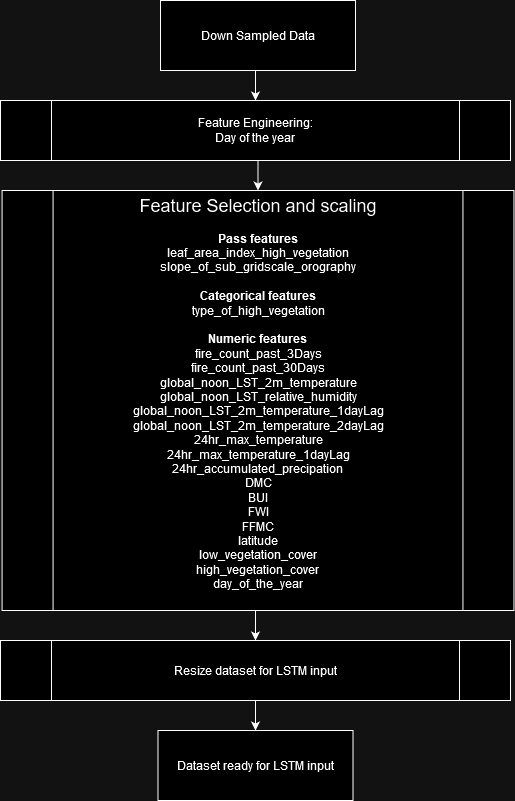 Down Sampled Data
Feature Engineering:
Day of the year
Feature Selection and scaling
Pass features
leaf_area_index_high_vegetation
slope_of_sub_gridscale_orography
Categorical features
type_of_high_vegetation
Numeric features
fire_count_past_3Days
fire_count_past_30Days
global_noon_LST_2m_temperature
global_noon_LST_relative_humidity
global_noon_LST_2m_temperature_1dayLag
global_noon_LST_2m_temperature_2dayLag
24hr_max_temperature
24hr_max_temperature_1dayLag
24hr_accumulated_precipation
DMC
BUI
FWI
FFMC
latitude
low_vegetation_cover
high_vegetation_cover
day_of_the_year
Resize dataset for LSTM input
Dataset ready for LSTM input